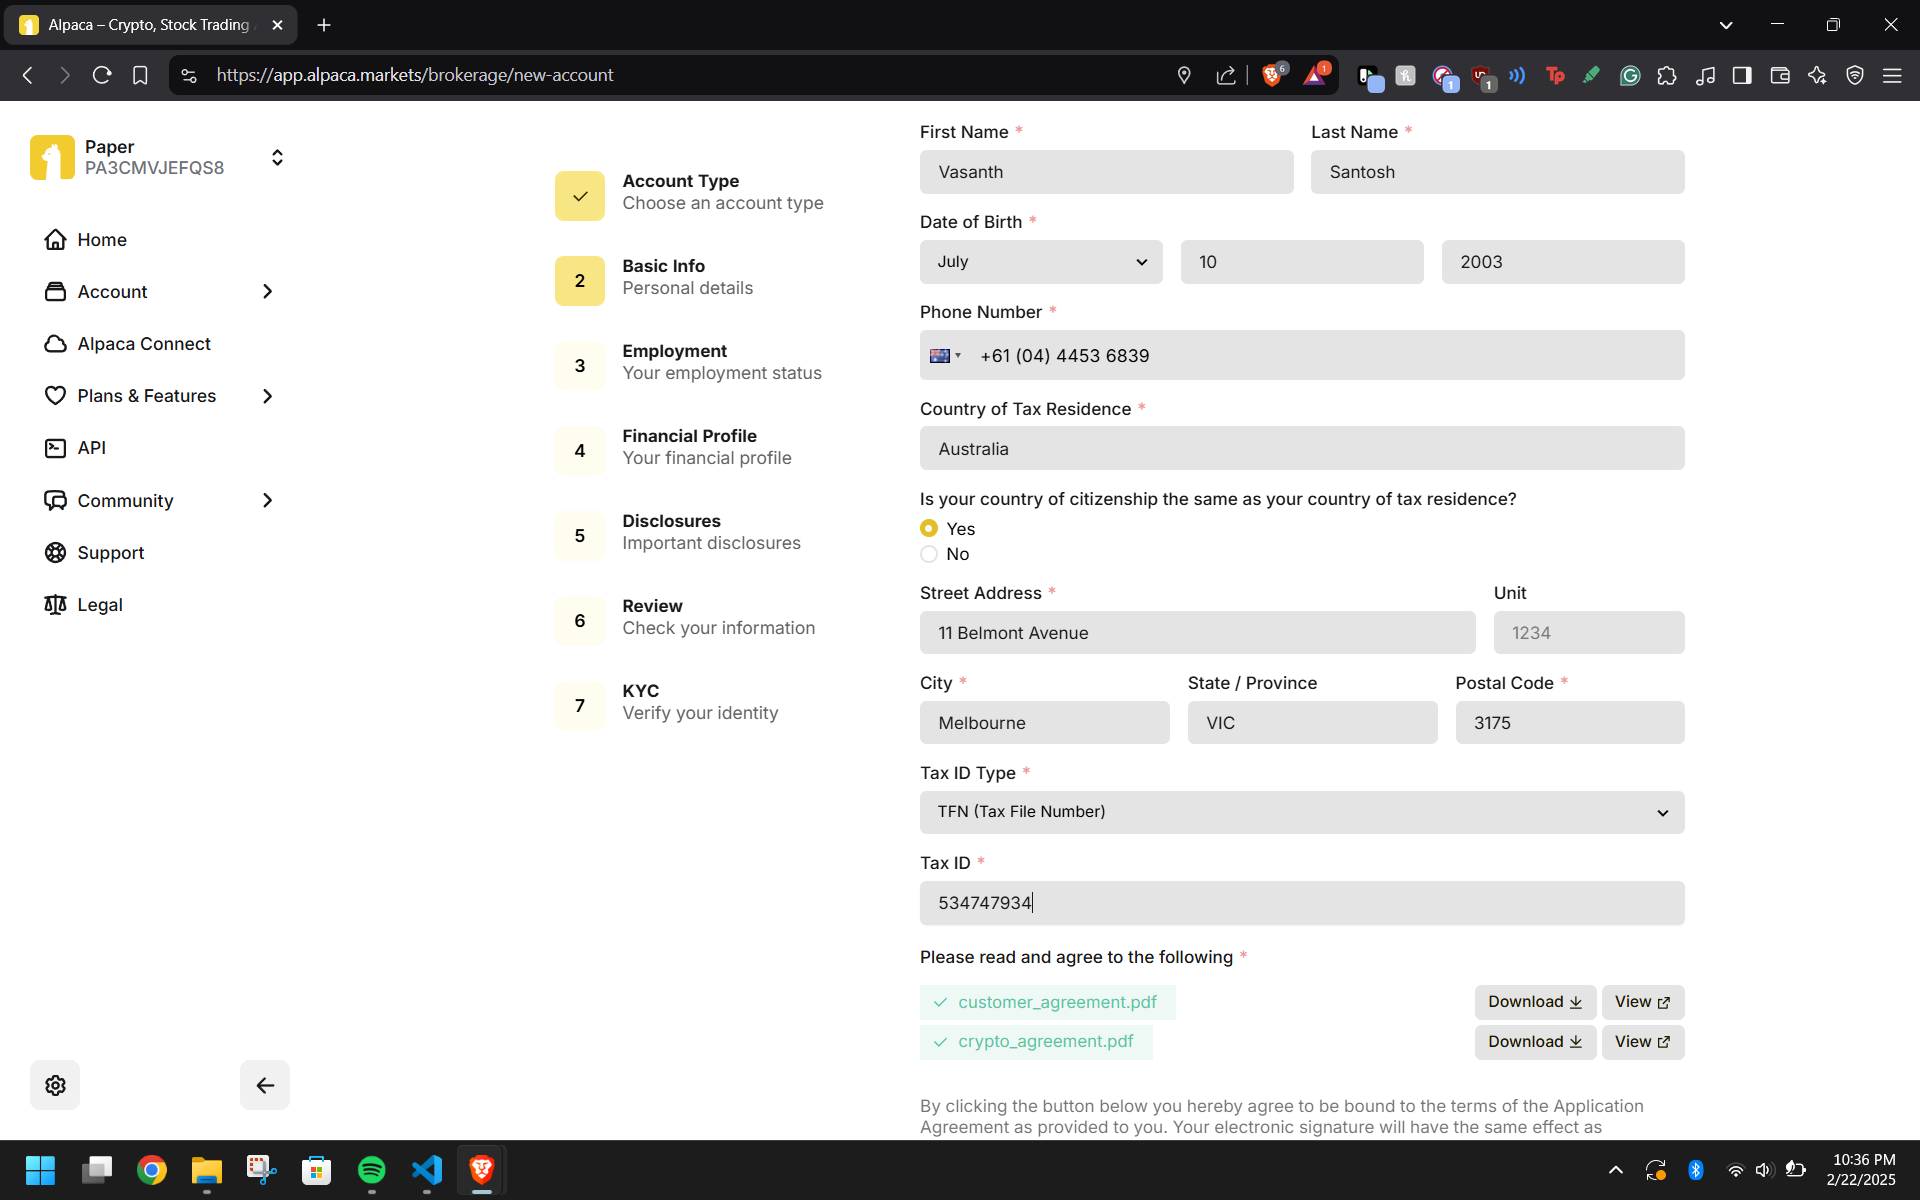 Alpaca – Crypto, Stock Trading
https://app.alpaca.markets/brokerage/new-account
6
1
1
1
Paper
PA3CMVJEFQS8
Home
Account
Alpaca Connect
Plans & Features
API
Community
Support
Legal
Account Type
Choose an account type
2
Basic Info
Personal details
3
Employment
Your employment status
4
Financial Profile
Your financial profile
5
Disclosures
Important disclosures
6
Review
Check your information
7
KYC
Verify your identity
First Name *
Last Name *
Vasanth
Santosh
Date of Birth *
July
10
2003
Phone Number *
+61 (04) 4453 6839
Country of Tax Residence *
Australia
Is your country of citizenship the same as your country of tax residence?
Yes
No
Street Address *
Unit
11 Belmont Avenue
1234
City *
State / Province
Postal Code *
Melbourne
VIC
3175
Tax ID Type *
TFN (Tax File Number)
Tax ID *
534747934
Please read and agree to the following *
customer_agreement.pdf
Download
View
crypto_agreement.pdf
Download
View
By clicking the button below you hereby agree to be bound to the terms of the Application
Agreement as provided to you. Your electronic signature will have the same effect as
10:36 PM
2/22/2025